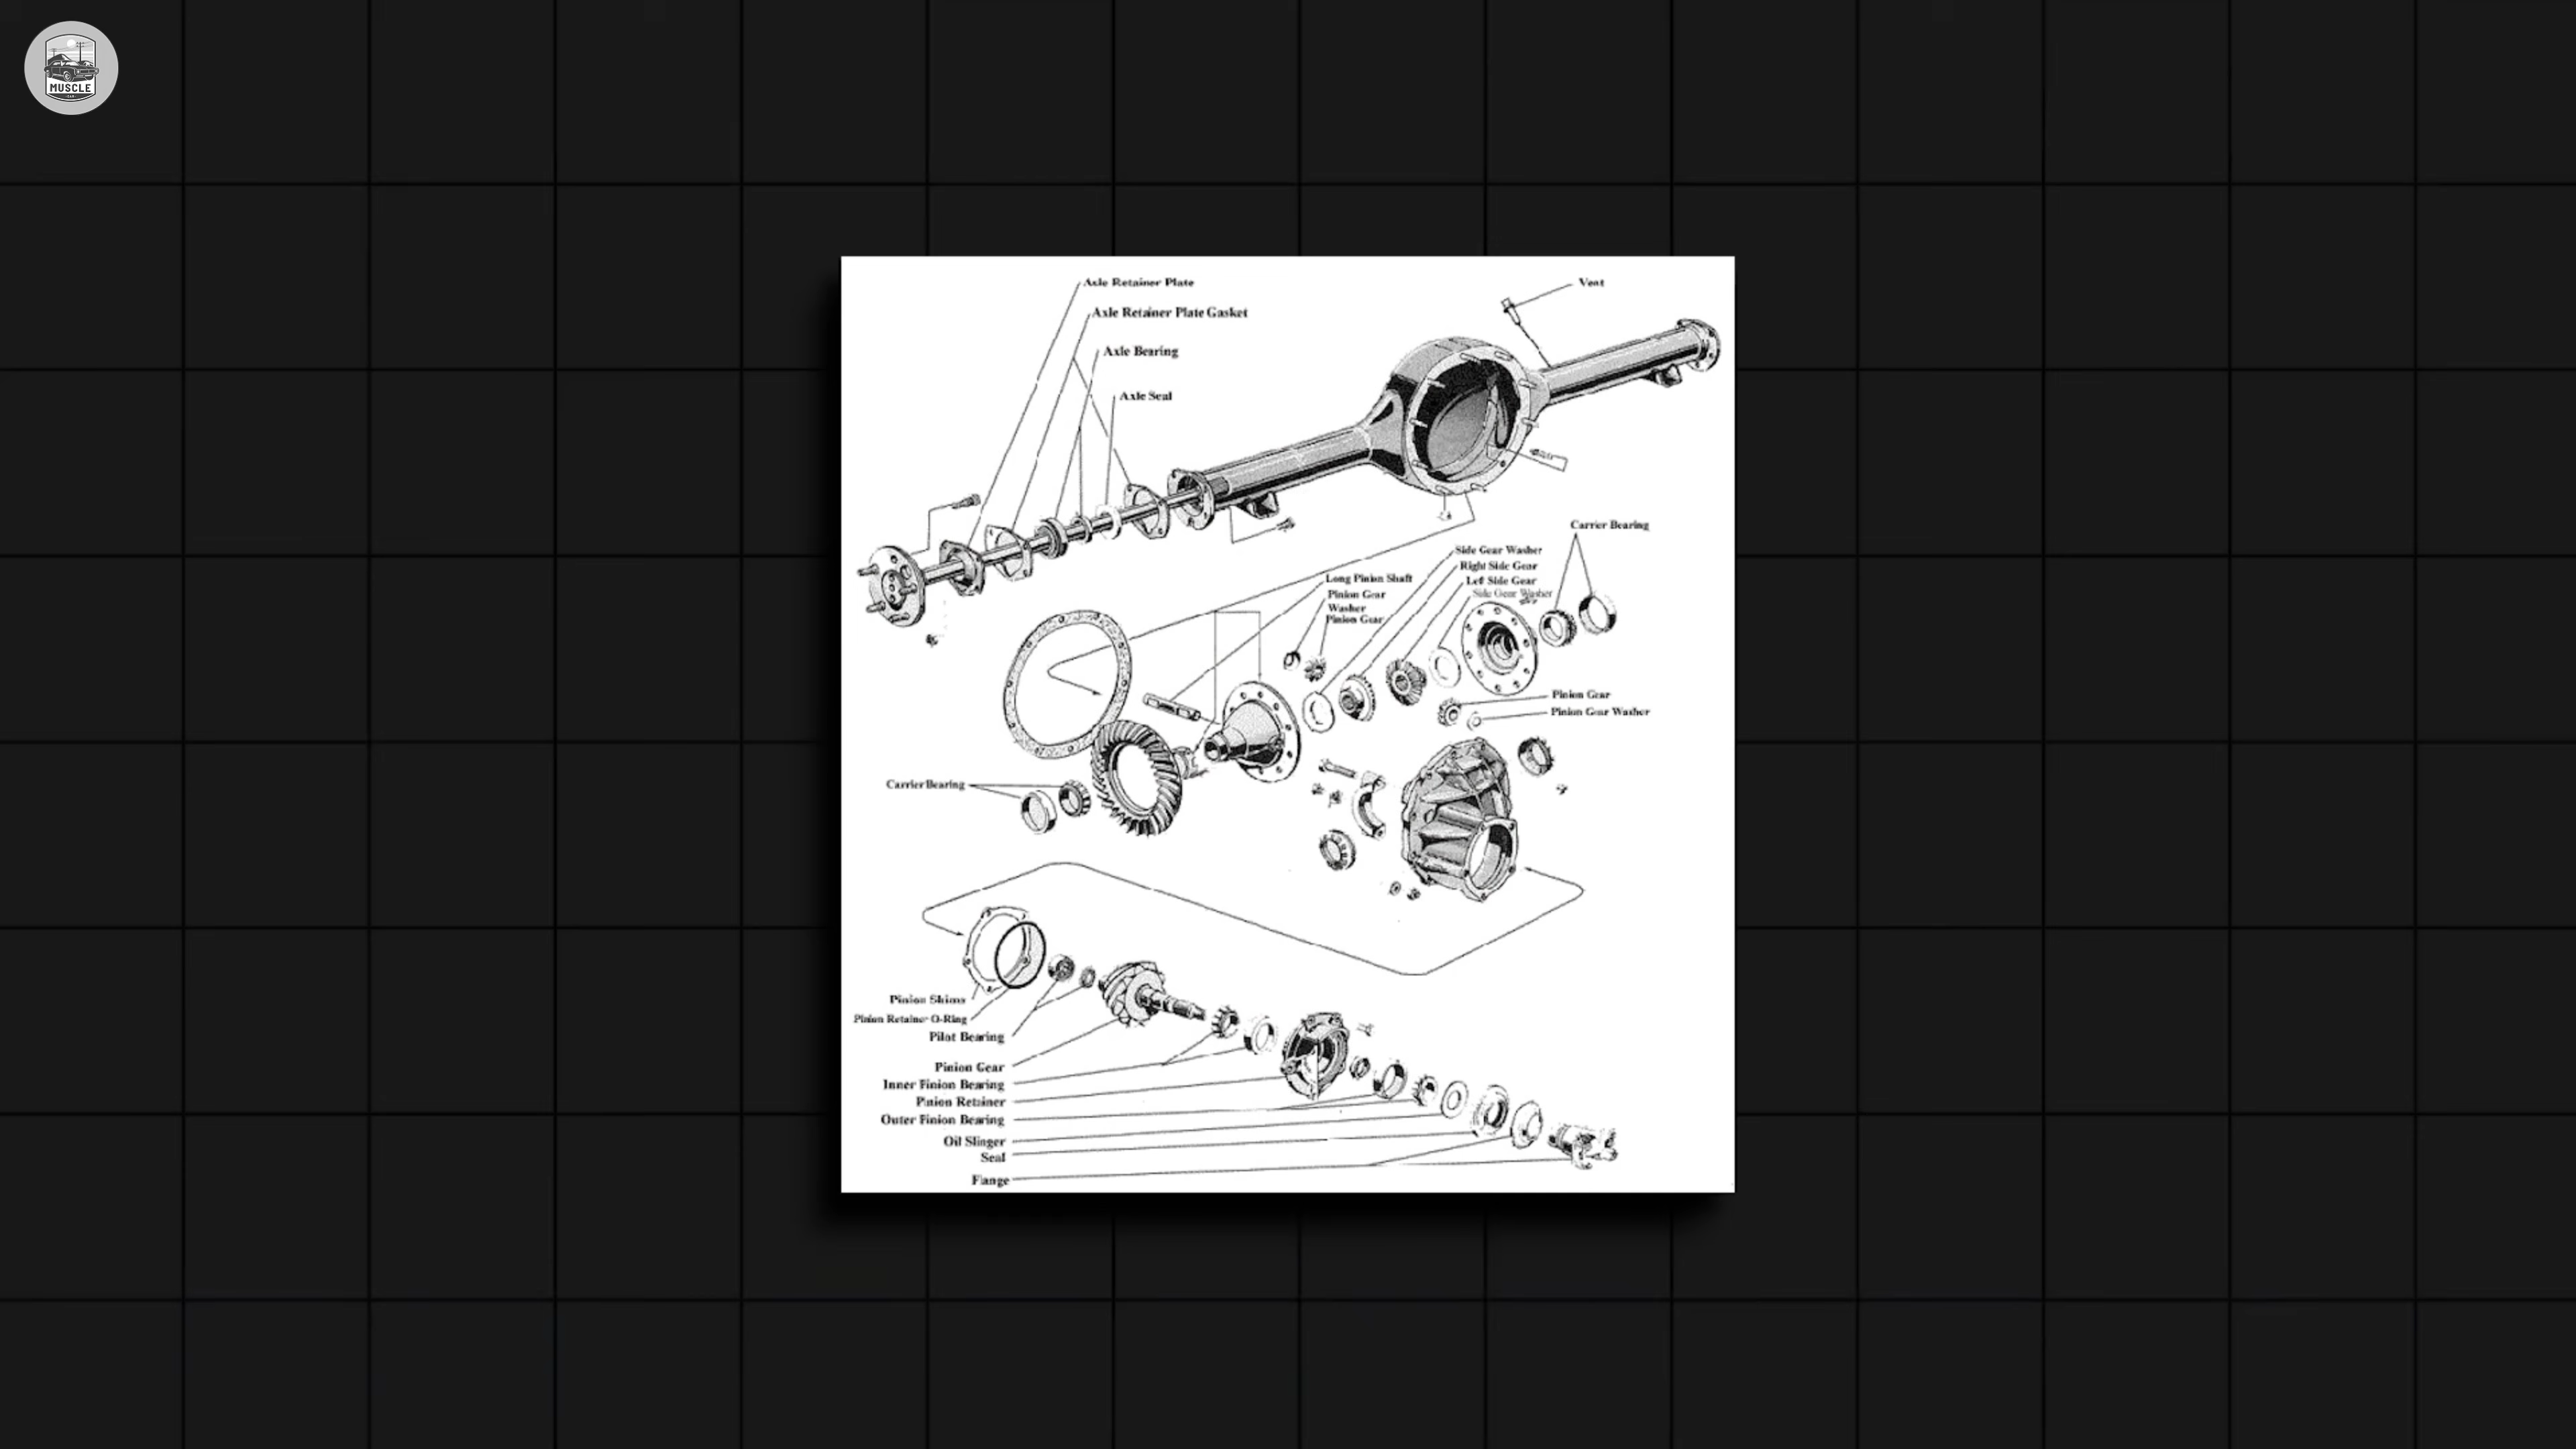 MUSCLE
CAR
Axle Retainer Plate
Vent
Axle Retainer Plate Gasket
Axle Bearing
Axle Seal
Carrier Bearing
Side Gear Washer
Right Side Gear
Long Pinion Shaft
Left Side Gear
Pinion Gear
Side Gear Washer
Washer
Pinion Gear
Pinion Gear
Pinion Gear Washer
Carrier Bearing
Pinion Shims
Pinion Retainer O-Ring
Pilot Bearing
Pinion Gear
Inner Pinion Bearing
Pinion Retainer
Outer Pinion Bearing
Oil Slinger
Seal
Flange